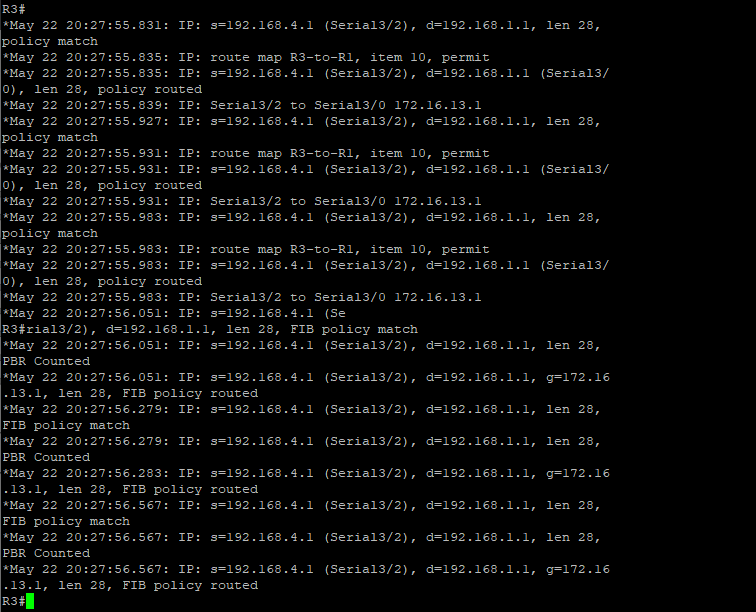 R3#
*May 22 20:27:55.831: IP: s=192.168.4.1 (Serial3/2), d=192.168.1.1, len 28,
policy match
*May 22 20:27:55.835: IP: route map R3-to-R1, item 10, permit
*May 22 20:27:55.835: IP: s=192.168.4.1 (Serial3/2), d=192.168.1.1 (Serial3/
0), len 28, policy routed
*May 22 20:27:55.839: IP: Serial3/2 to Serial3/0 172.16.13.1
*May 22 20:27:55.927: IP: s=192.168.4.1 (Serial3/2), d=192.168.1.1, len 28,
policy match
*May 22 20:27:55.931: IP: route map R3-to-R1, item 10, permit
*May 22 20:27:55.931: IP: s=192.168.4.1 (Serial3/2), d=192.168.1.1 (Serial3/
0), len 28, policy routed
*May 22 20:27:55.931: IP: Serial3/2 to Serial3/0 172.16.13.1
*May 22 20:27:55.983: IP: s=192.168.4.1 (Serial3/2), d=192.168.1.1, len 28,
policy match
*May 22 20:27:55.983: IP: route map R3-to-R1, item 10, permit
*May 22 20:27:55.983: IP: s=192.168.4.1 (Serial3/2), d=192.168.1.1 (Serial3/
0), len 28, policy routed
*May 22 20:27:55.983: IP: Serial3/2 to Serial3/0 172.16.13.1
*May 22 20:27:56.051: IP: s=192.168.4.1 (Se
R3#rial3/2), d=192.168.1.1, len 28, FIB policy match
*May 22 20:27:56.051: IP: s=192.168.4.1 (Serial3/2), d=192.168.1.1, len 28,
PBR Counted
*May 22 20:27:56.051: IP: s=192.168.4.1 (Serial3/2), d=192.168.1.1, g=172.16
.13.1, len 28, FIB policy routed
*May 22 20:27:56.279: IP: s=192.168.4.1 (Serial3/2), d=192.168.1.1, len 28,
FIB policy match
*May 22 20:27:56.279: IP: s=192.168.4.1 (Serial3/2), d=192.168.1.1, len 28,
PBR Counted
*May 22 20:27:56.283: IP: s=192.168.4.1 (Serial3/2), d=192.168.1.1, g=172.16
.13.1, len 28, FIB policy routed
*May 22 20:27:56.567: IP: s=192.168.4.1 (Serial3/2), d=192.168.1.1, len 28,
FIB policy match
*May 22 20:27:56.567: IP: s=192.168.4.1 (Serial3/2), d=192.168.1.1, len 28,
PBR Counted
*May 22 20:27:56.567: IP: s=192.168.4.1 (Serial3/2), d=192.168.1.1, g=172.16
.13.1, len 28, FIB policy routed
R3#